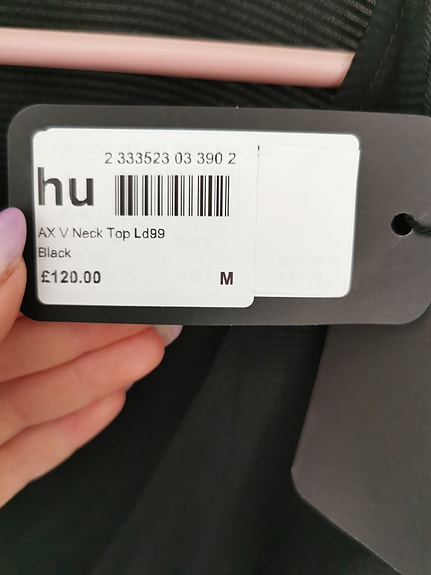 2 333523 03 390 2
hu
AX V Neck Top Ld99
Black
£120.00 M